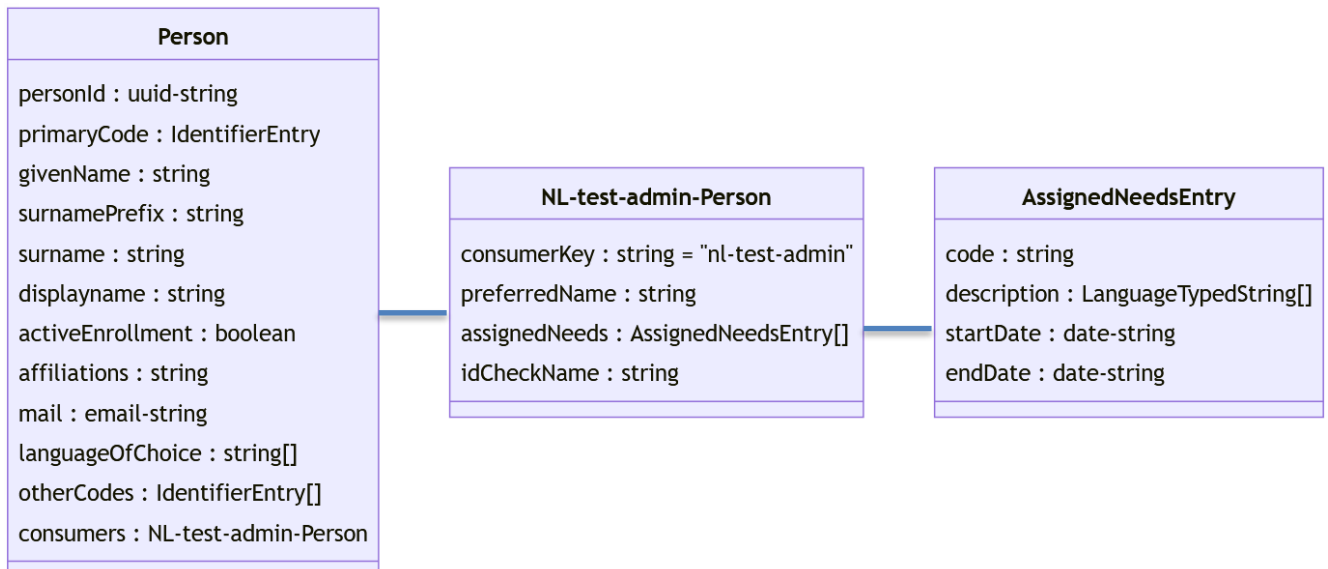 Person
personId : uuid-string
primaryCode : IdentifierEntry
givenName : string
surnamePrefix : string
surname : string
displayname : string
activeEnrollment : boolean
affiliations : string
mail : email-string
languageOfChoice : string[]
otherCodes : IdentifierEntry[]
consumers : NL-test-admin-Person
NL-test-admin-Person
consumerKey : string = "nl-test-admin"
preferredName : string
assignedNeeds : AssignedNeedsEntry[]
idCheckName : string
AssignedNeedsEntry
code : string
description : LanguageTypedString[]
startDate : date-string
endDate : date-string